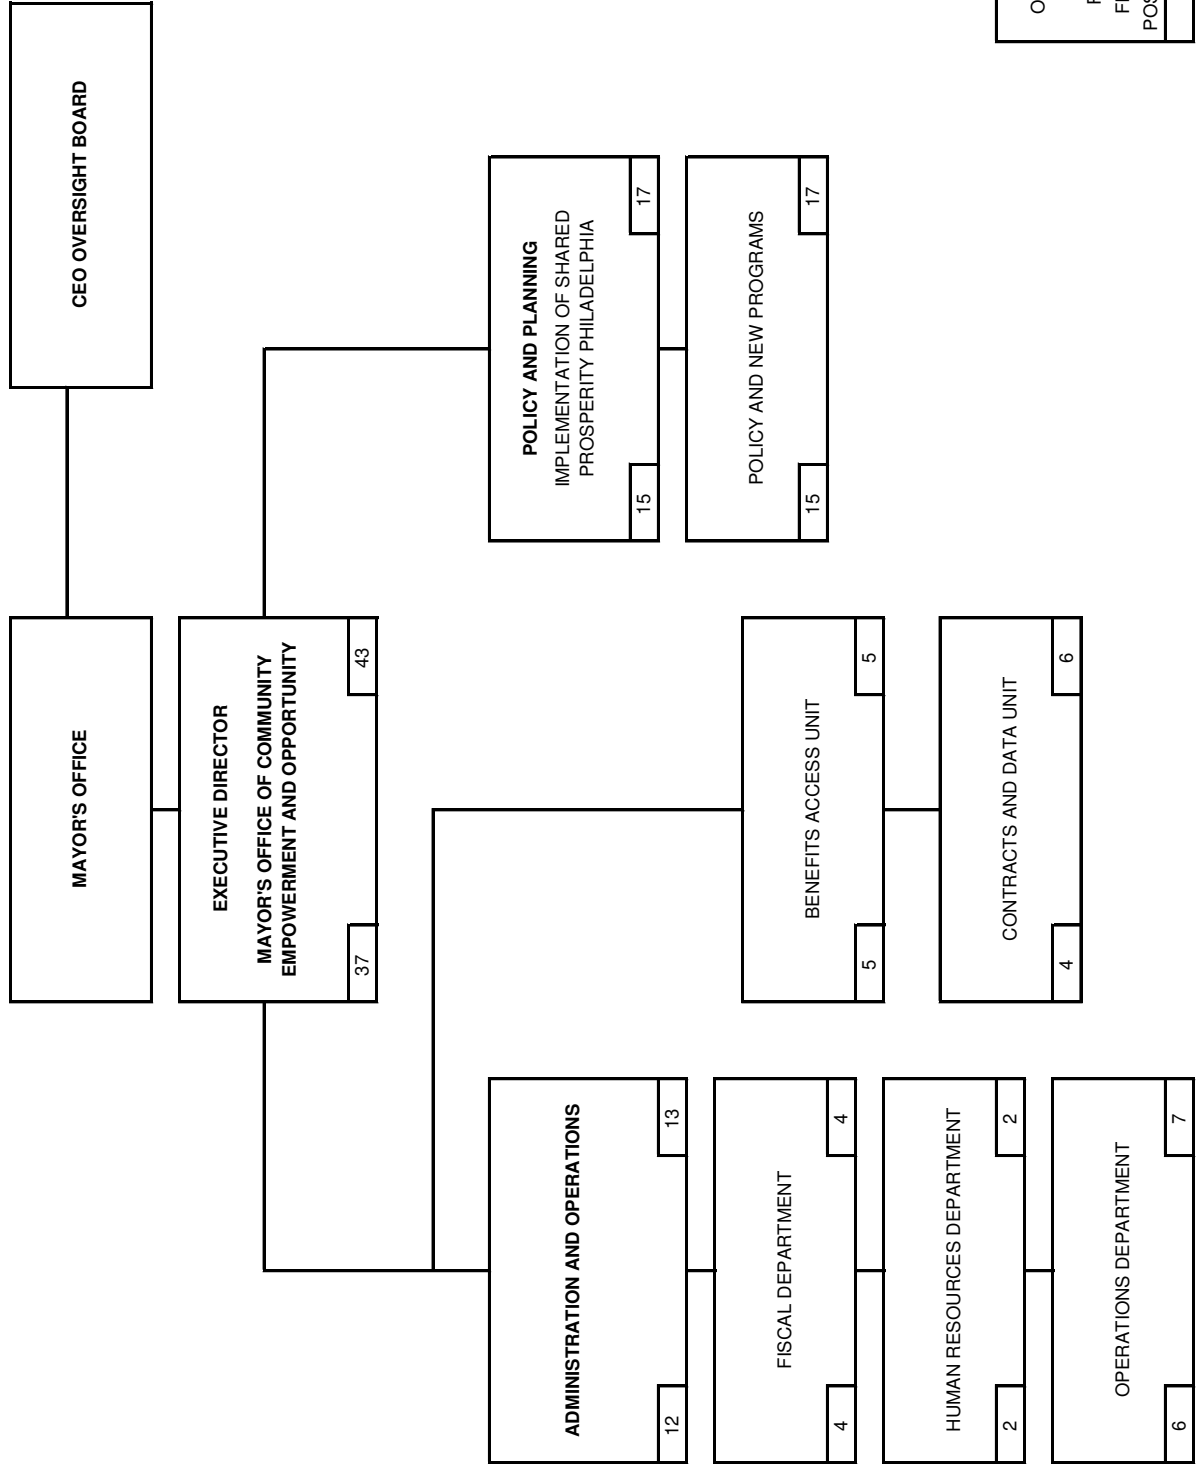 MAYOR'S OFFICE
CEO OVERSIGHT BOARD
EXECUTIVE DIRECTOR
MAYOR'S OFFICE OF COMMUNITY
EMPOWERMENT AND OPPORTUNITY
37
43
ADMINISTRATION AND OPERATIONS
12
13
FISCAL DEPARTMENT
4
4
HUMAN RESOURCES DEPARTMENT
2
2
OPERATIONS DEPARTMENT
6
7
BENEFITS ACCESS UNIT
5
5
CONTRACTS AND DATA UNIT
4
6
POLICY AND PLANNING
IMPLEMENTATION OF SHARED
PROSPERITY PHILADELPHIA
15
17
POLICY AND NEW PROGRAMS
15
17